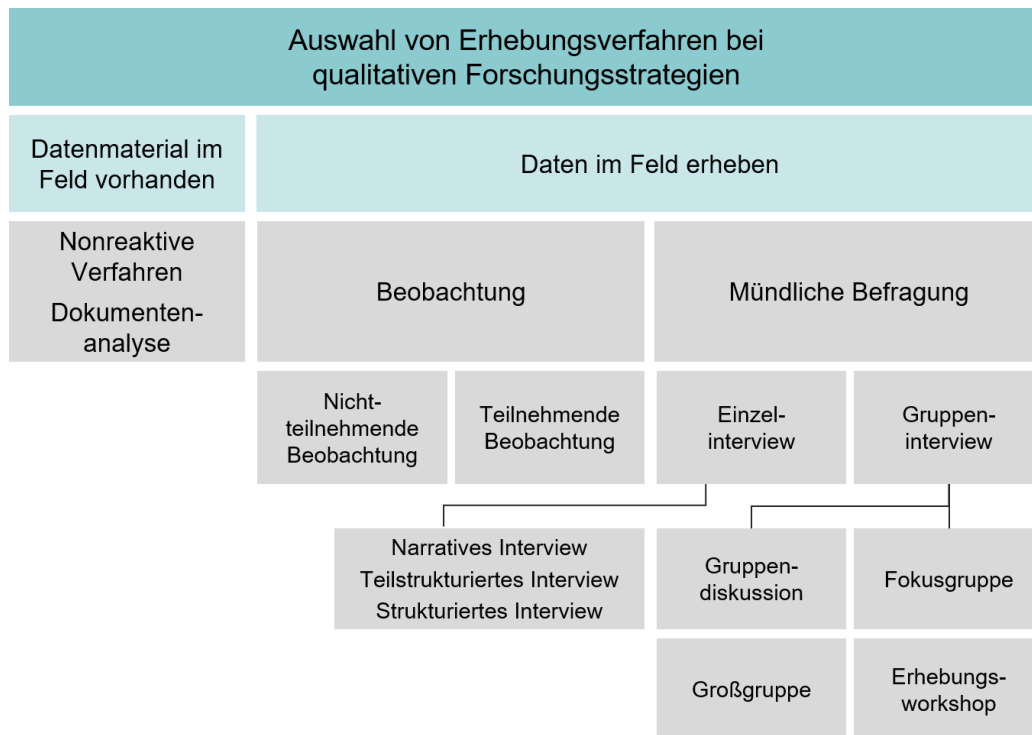 Auswahl von Erhebungsverfahren bei
qualitativen Forschungsstrategien
Datenmaterial im
Feld vorhanden
Daten im Feld erheben
Nonreaktive
Verfahren
Dokumenten-
analyse
Beobachtung
Mündliche Befragung
Nicht-
teilnehmende
Beobachtung
Teilnehmende
Beobachtung
Einzel-
interview
Gruppen-
interview
Narratives Interview
Teilstrukturiertes Interview
Strukturiertes Interview
Gruppen-
diskussion
Fokusgruppe
Großgruppe
Erhebungs-
workshop